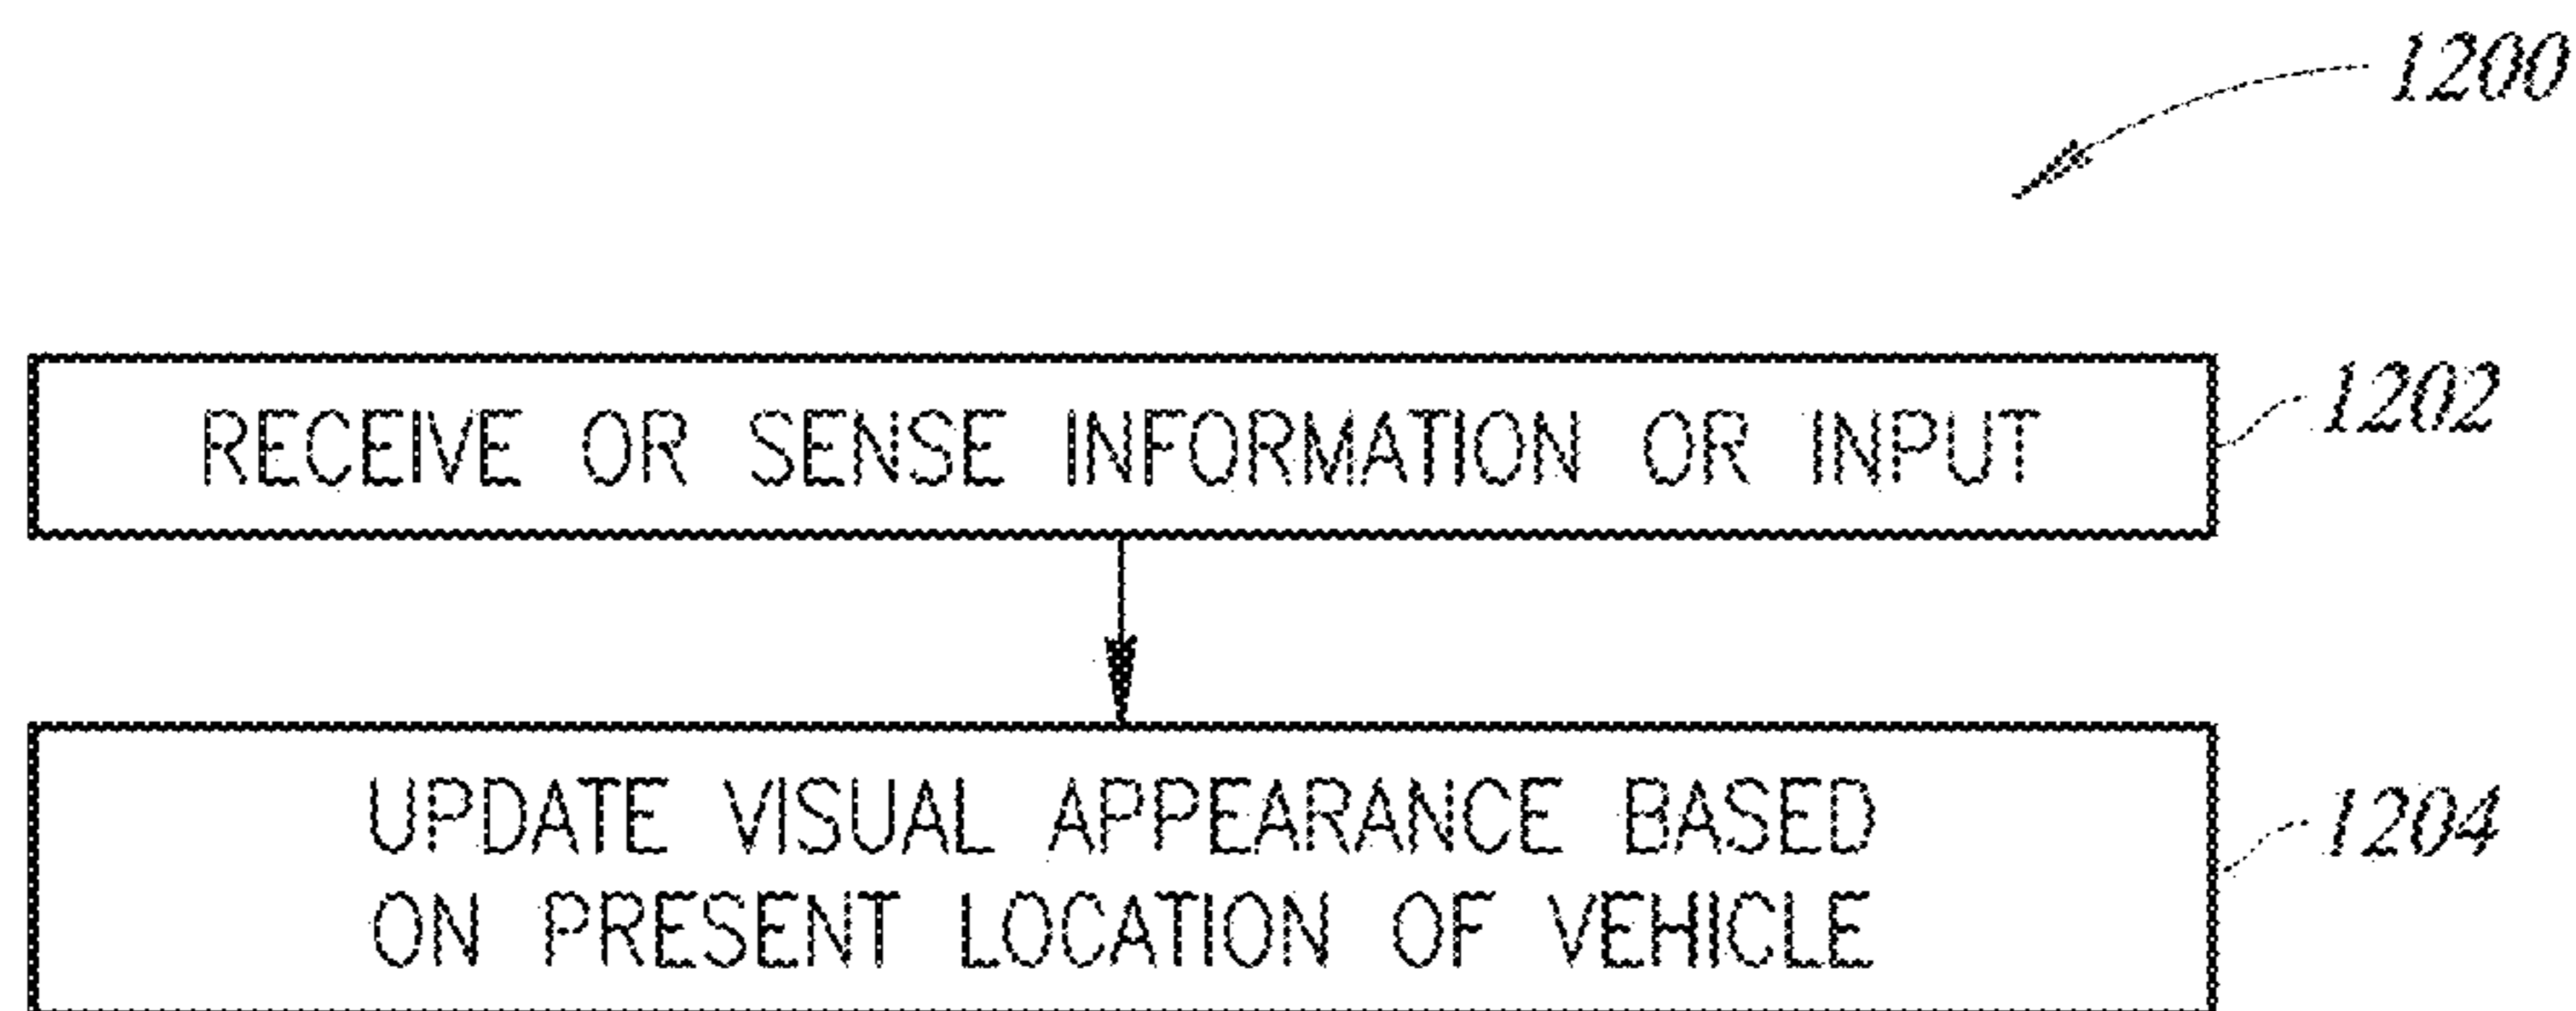 1200
RECEIVE OR SENSE INFORMATION OR INPUT
1202
UPDATE VISUAL APPEARANCE BASED
ON PRESENT LOCATION OF VEHICLE
1204